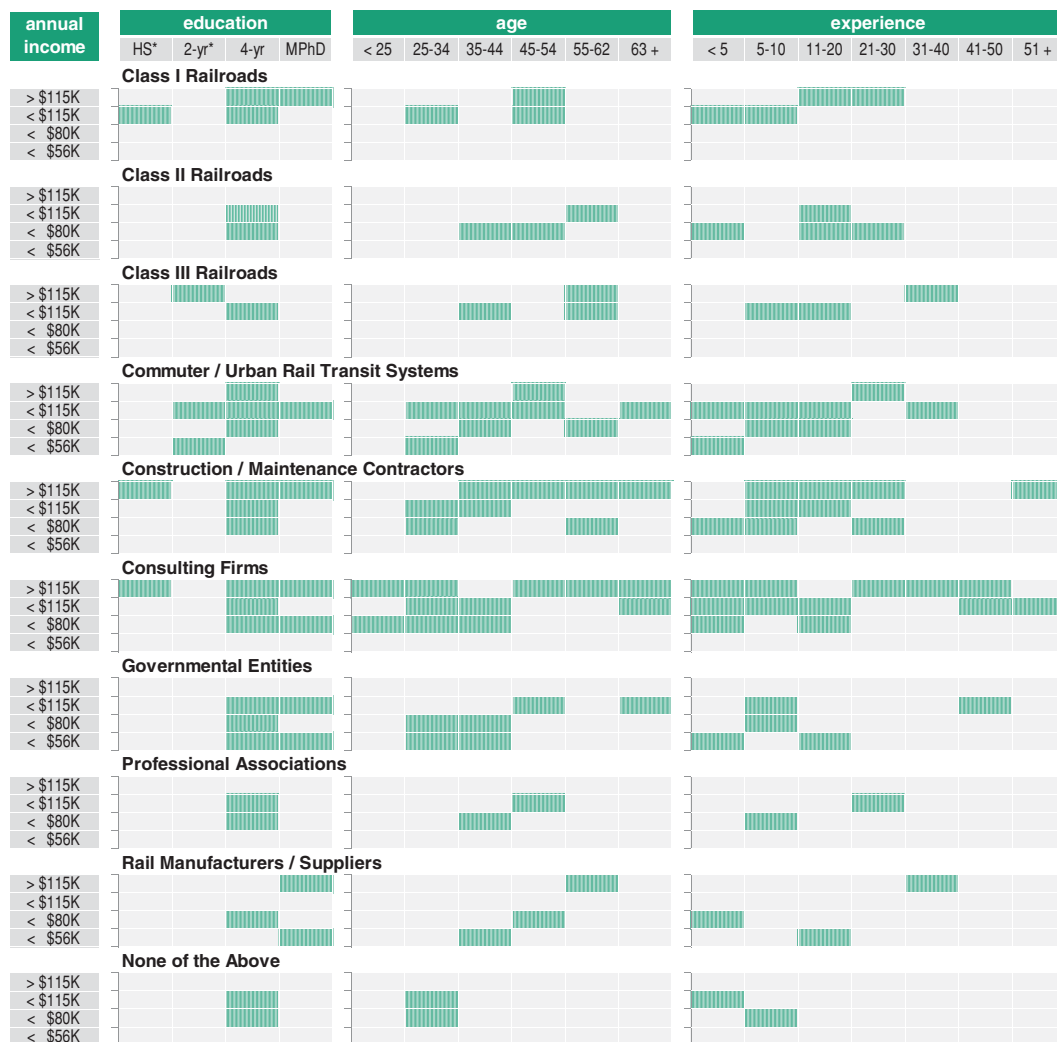 annual income education age experience
HS* 2-yr* 4-yr MPhD < 25 25-34 35-44 45-54 55-62 63 + < 5 5-10 11-20 21-30 31-40 41-50 51 +
Class I Railroads
> $115K
< $115K
< $80K
< $56K
Class II Railroads
> $115K
< $115K
< $80K
< $56K
Class III Railroads
> $115K
< $115K
< $80K
< $56K
Commuter / Urban Rail Transit Systems
> $115K
< $115K
< $80K
< $56K
Construction / Maintenance Contractors
> $115K
< $115K
< $80K
< $56K
Consulting Firms
> $115K
< $115K
< $80K
< $56K
Governmental Entities
> $115K
< $115K
< $80K
< $56K
Professional Associations
> $115K
< $115K
< $80K
< $56K
Rail Manufacturers / Suppliers
> $115K
< $115K
< $80K
< $56K
None of the Above
> $115K
< $115K
< $80K
< $56K